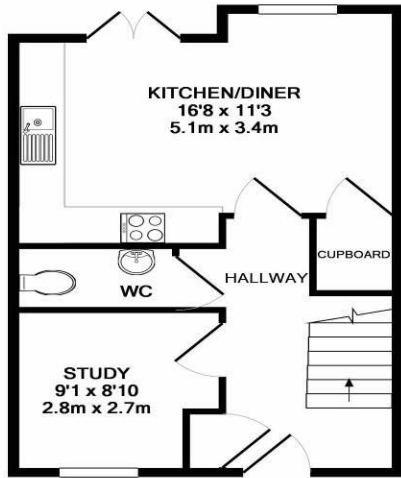 KITCHEN/DINER
16'8 x 11'3
5.1m x 3.4m
CUPBOARD
HALLWAY
WC
STUDY
9'1 x 8'10
2.8m x 2.7m